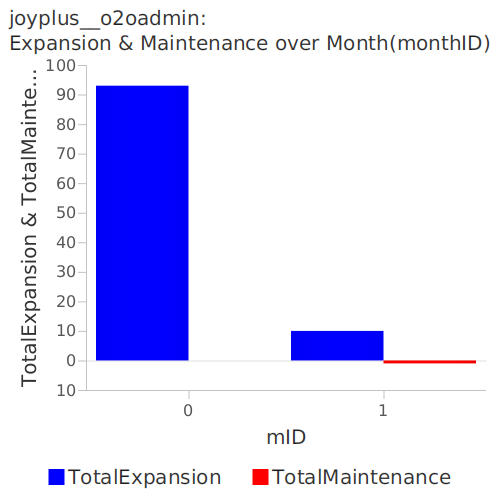 joyplus__o2oadmin:
Expansion & Maintenance over Month(monthID)
TotalExpansion & TotalMainte...
100
90
80
70
60
50
40
30
20
10
0
10
0
1
mID
TotalExpansion
TotalMaintenance